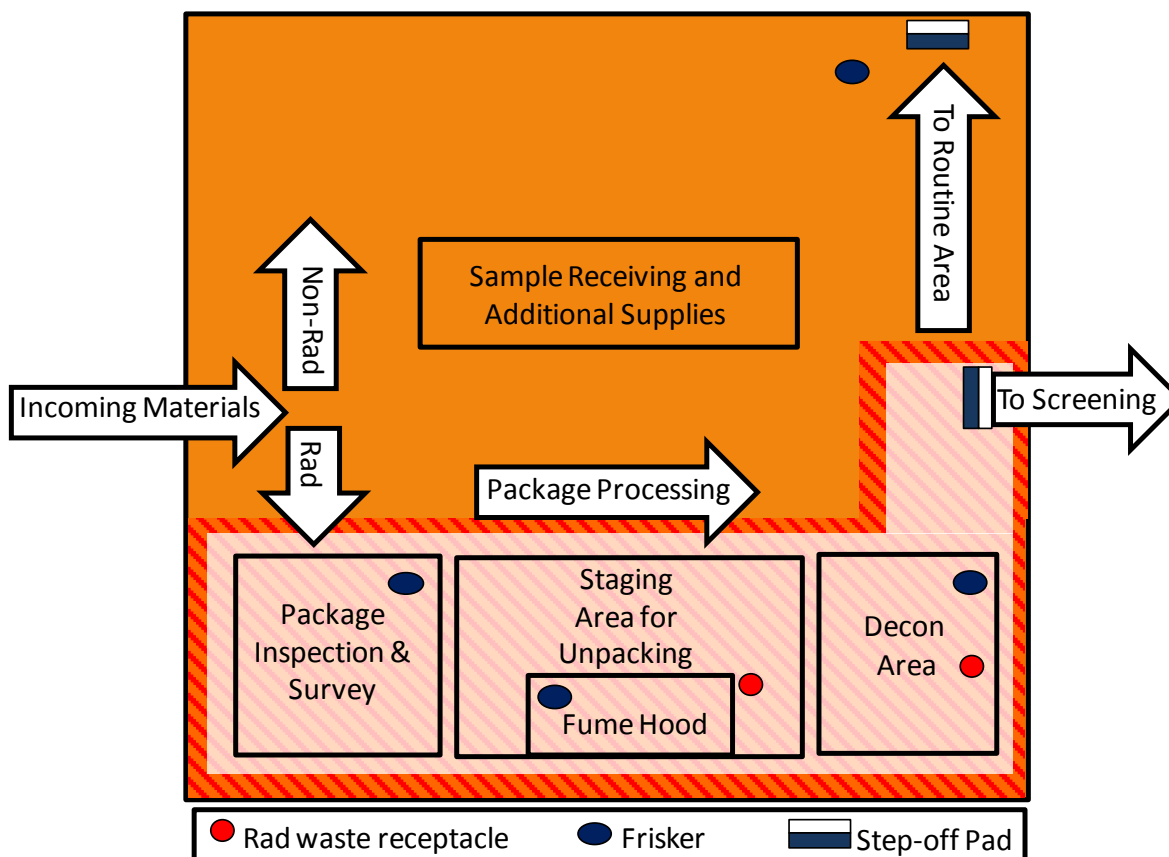 To Routine Area
Non-Rad
Sample Receiving and
Additional Supplies
Incoming Materials
To Screening
Rad
Package Processing
Package
Inspection &
Survey
Staging
Area for
Unpacking
Fume Hood
Decon
Area
Rad waste receptacle
Frisker
Step-off Pad